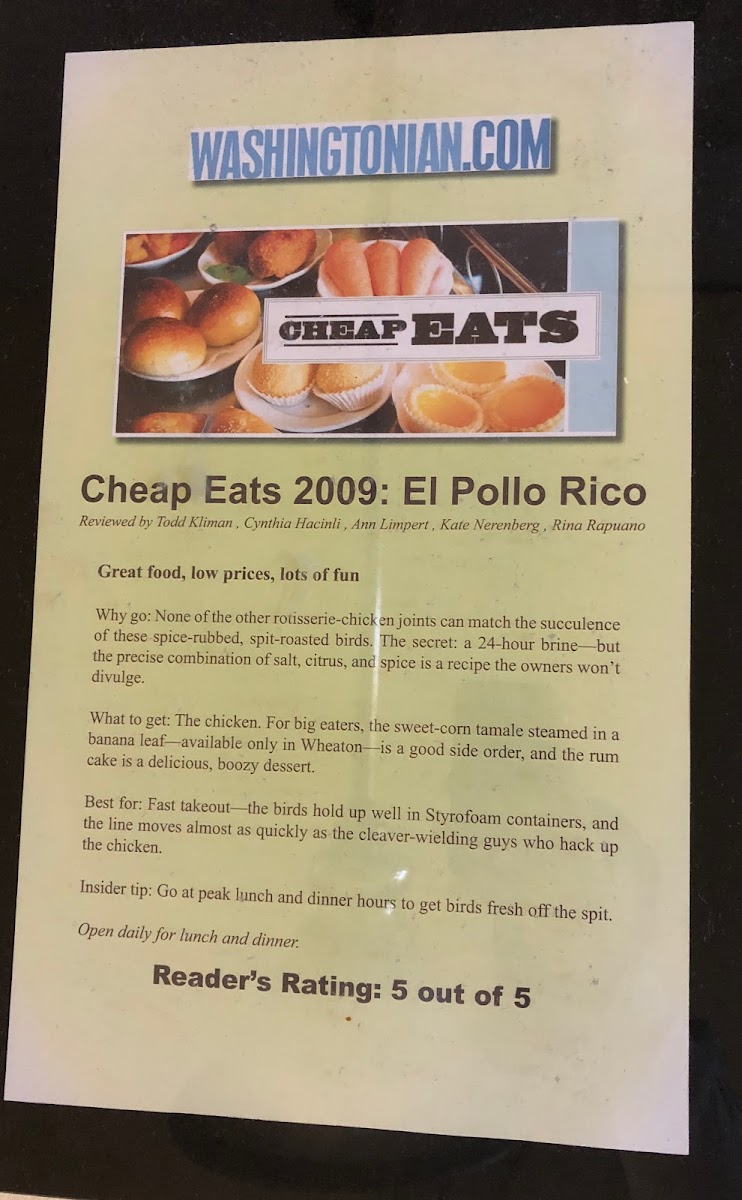 WASHINGTONIAN.COM
CHEAP EATS
Cheap Eats 2009: El Pollo Rico
Reviewed by Todd Kliman , Cynthia Hacinli , Ann Limpert , Kate Nerenberg , Rina Rapuano
Great food, low prices, lots of fun
Why go: None of the other rotisserie-chicken joints can match the succulence
of these spice-rubbed, spit-roasted birds. The secret: a 24-hour brine—but
the precise combination of salt, citrus, and spice is a recipe the owners won't
divulge.
What to get: The chicken. For big eaters, the sweet-corn tamale steamed in a
banana leaf—available only in Wheaton—is a good side order, and the rum
cake is a delicious, boozy dessert.
Best for: Fast takeout—the birds hold up well in Styrofoam containers, and
the line moves almost as quickly as the cleaver-wielding guys who hack up
the chicken.
Insider tip: Go at peak lunch and dinner hours to get birds fresh off the spit.
Open daily for lunch and dinner.
Reader's Rating: 5 out of 5